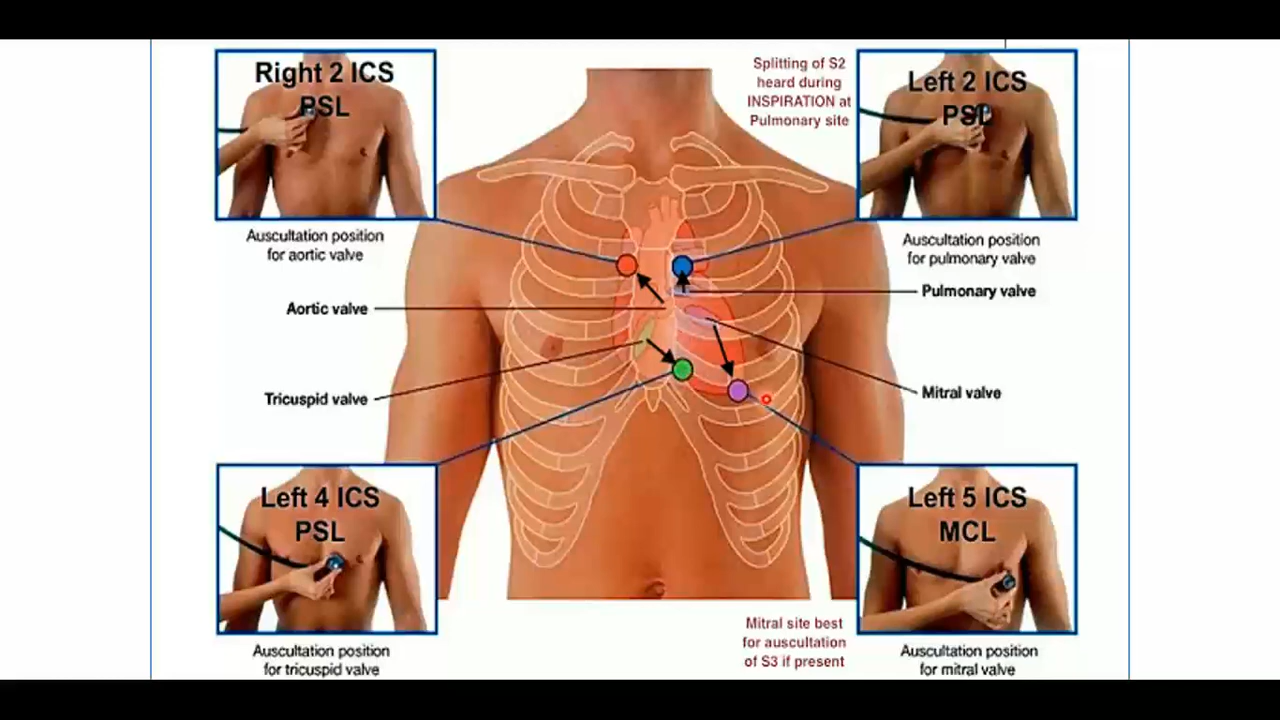 Right 2 ICS
PSL
Splitting of S2
heard during
INSPIRATION at
Pulmonary site
Left 2 ICS
PSL
Auscultation position
for aortic valve
Auscultation position
for pulmonary valve
Aortic valve
Pulmonary valve
Tricuspid valve
Mitral valve
Left 4 ICS
PSL
Left 5 ICS
MCL
Auscultation position
for tricuspid valve
Mitral site best
for auscultation
of S3 if present
Auscultation position
for mitral valve